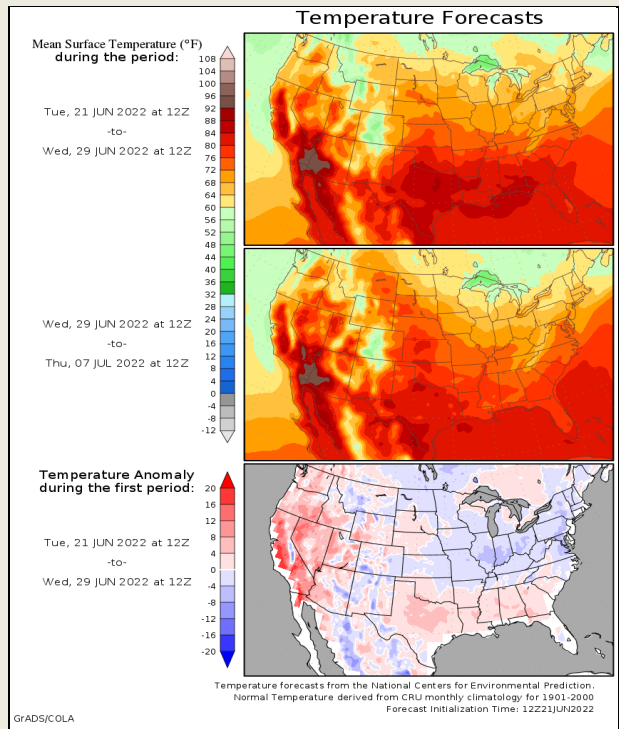 Temperature Forecasts
Mean Surface Temperature (°F)
during the period:
108
104
100
96
92
88
84
80
76
72
68
64
60
56
52
48
44
40
36
32
28
24
20
16
12
8
4
0
-4
-8
-12
Tue, 21 JUN 2022 at 12Z
-to-
Wed, 29 JUN 2022 at 12Z
Wed, 29 JUN 2022 at 12Z
-to-
Thu, 07 JUL 2022 at 12Z
Temperature Anomaly
during the first period:
20
16
12
8
4
0
-4
-8
-12
-16
-20
Tue, 21 JUN 2022 at 12Z
-to-
Wed, 29 JUN 2022 at 12Z
Temperature forecasts from the National Centers for Environmental Prediction.
Normal Temperature derived from CRU monthly climatology for 1901-2000
Forecast Initialization Time: 12Z21JUN2022
GrADS/COLA